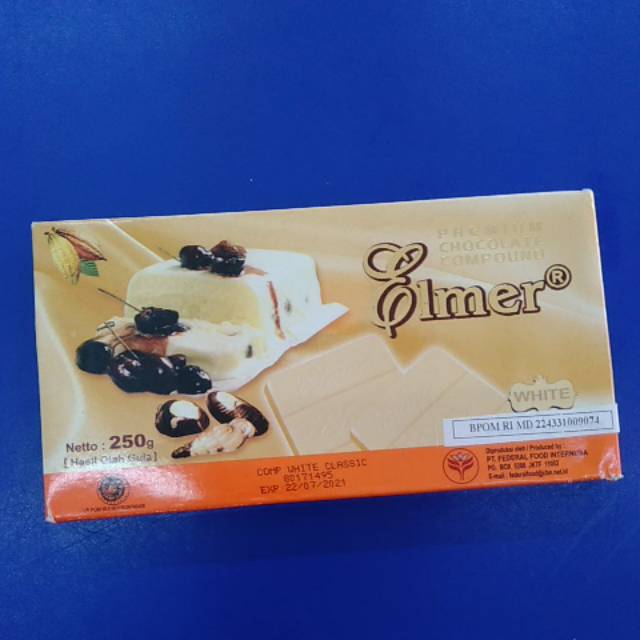 PREMIUM
CHOCOLATE
COMPOUND
Elmer®
WHITE
BPOM RI MD 224331009074
Netto : 250g
[ Hasil Olah Gula ]
COMP WHITE CLASSIC
80171495
EXP 22/07/2021
Diproduksi oleh / Produced by :
PT. FEDERAL FOOD INTERNUSA